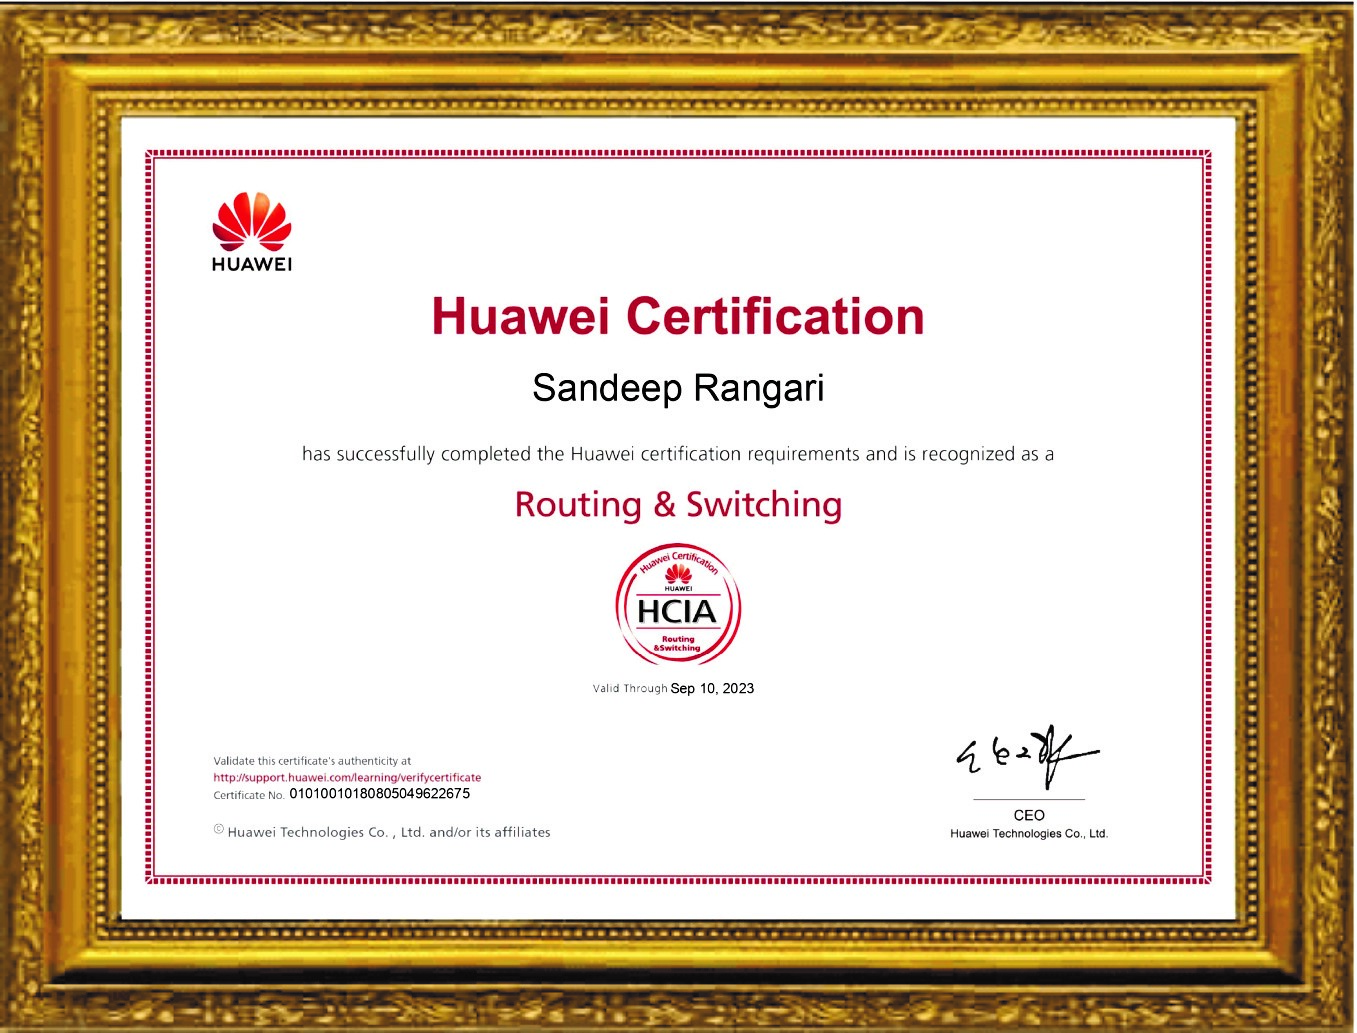 HUAWEI
Huawei Certification
Sandeep Rangari
has successfully completed the Huawei certification requirements and is recognized as a
Routing & Switching
Huawei Certification
HUAWEI
HCIA
Routing
&Switching
Valid Through Sep 10, 2023
Validate this certificate's authenticity at
http://support.huawei.com/learning/verifycertificate
Certificate No. 01010010180805049622675
© Huawei Technologies Co. , Ltd. and/or its affiliates
CEO
Huawei Technologies Co., Ltd.